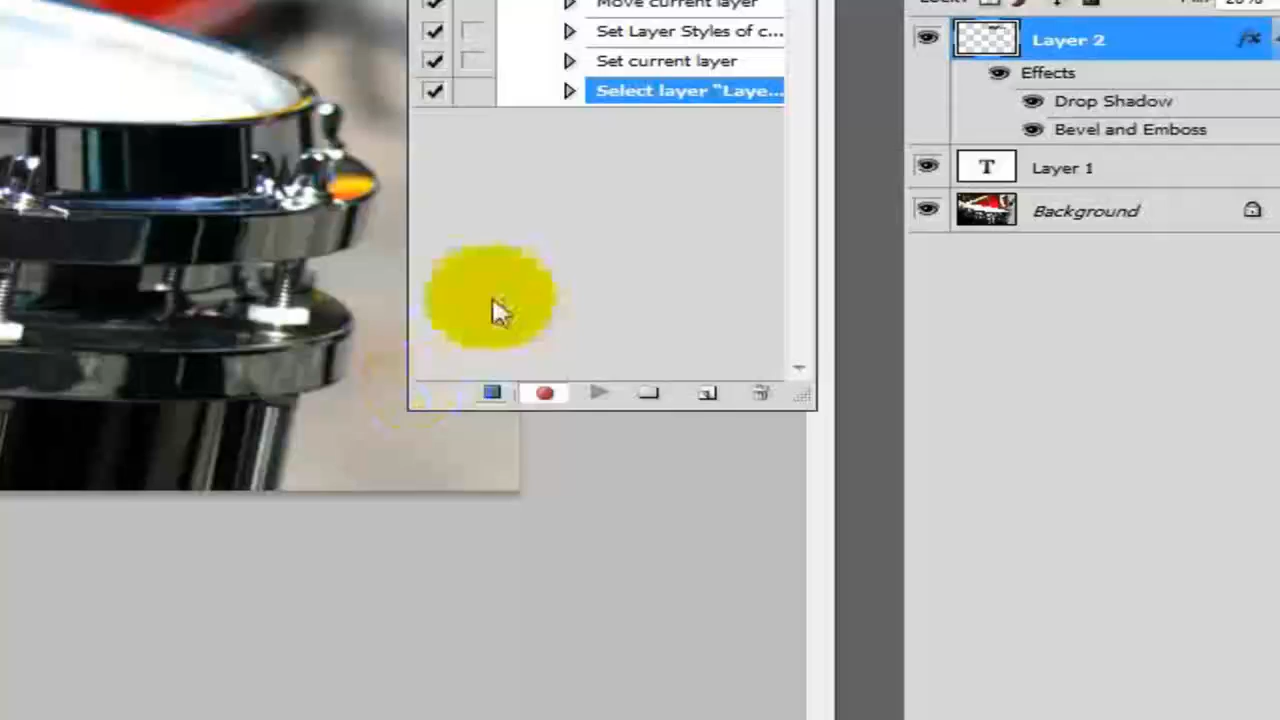 Move current layer
Set Layer Styles of c...
Set current layer
Select layer "Laye...
Layer 2
fx
Effects
Drop Shadow
Bevel and Emboss
T
Layer 1
Background